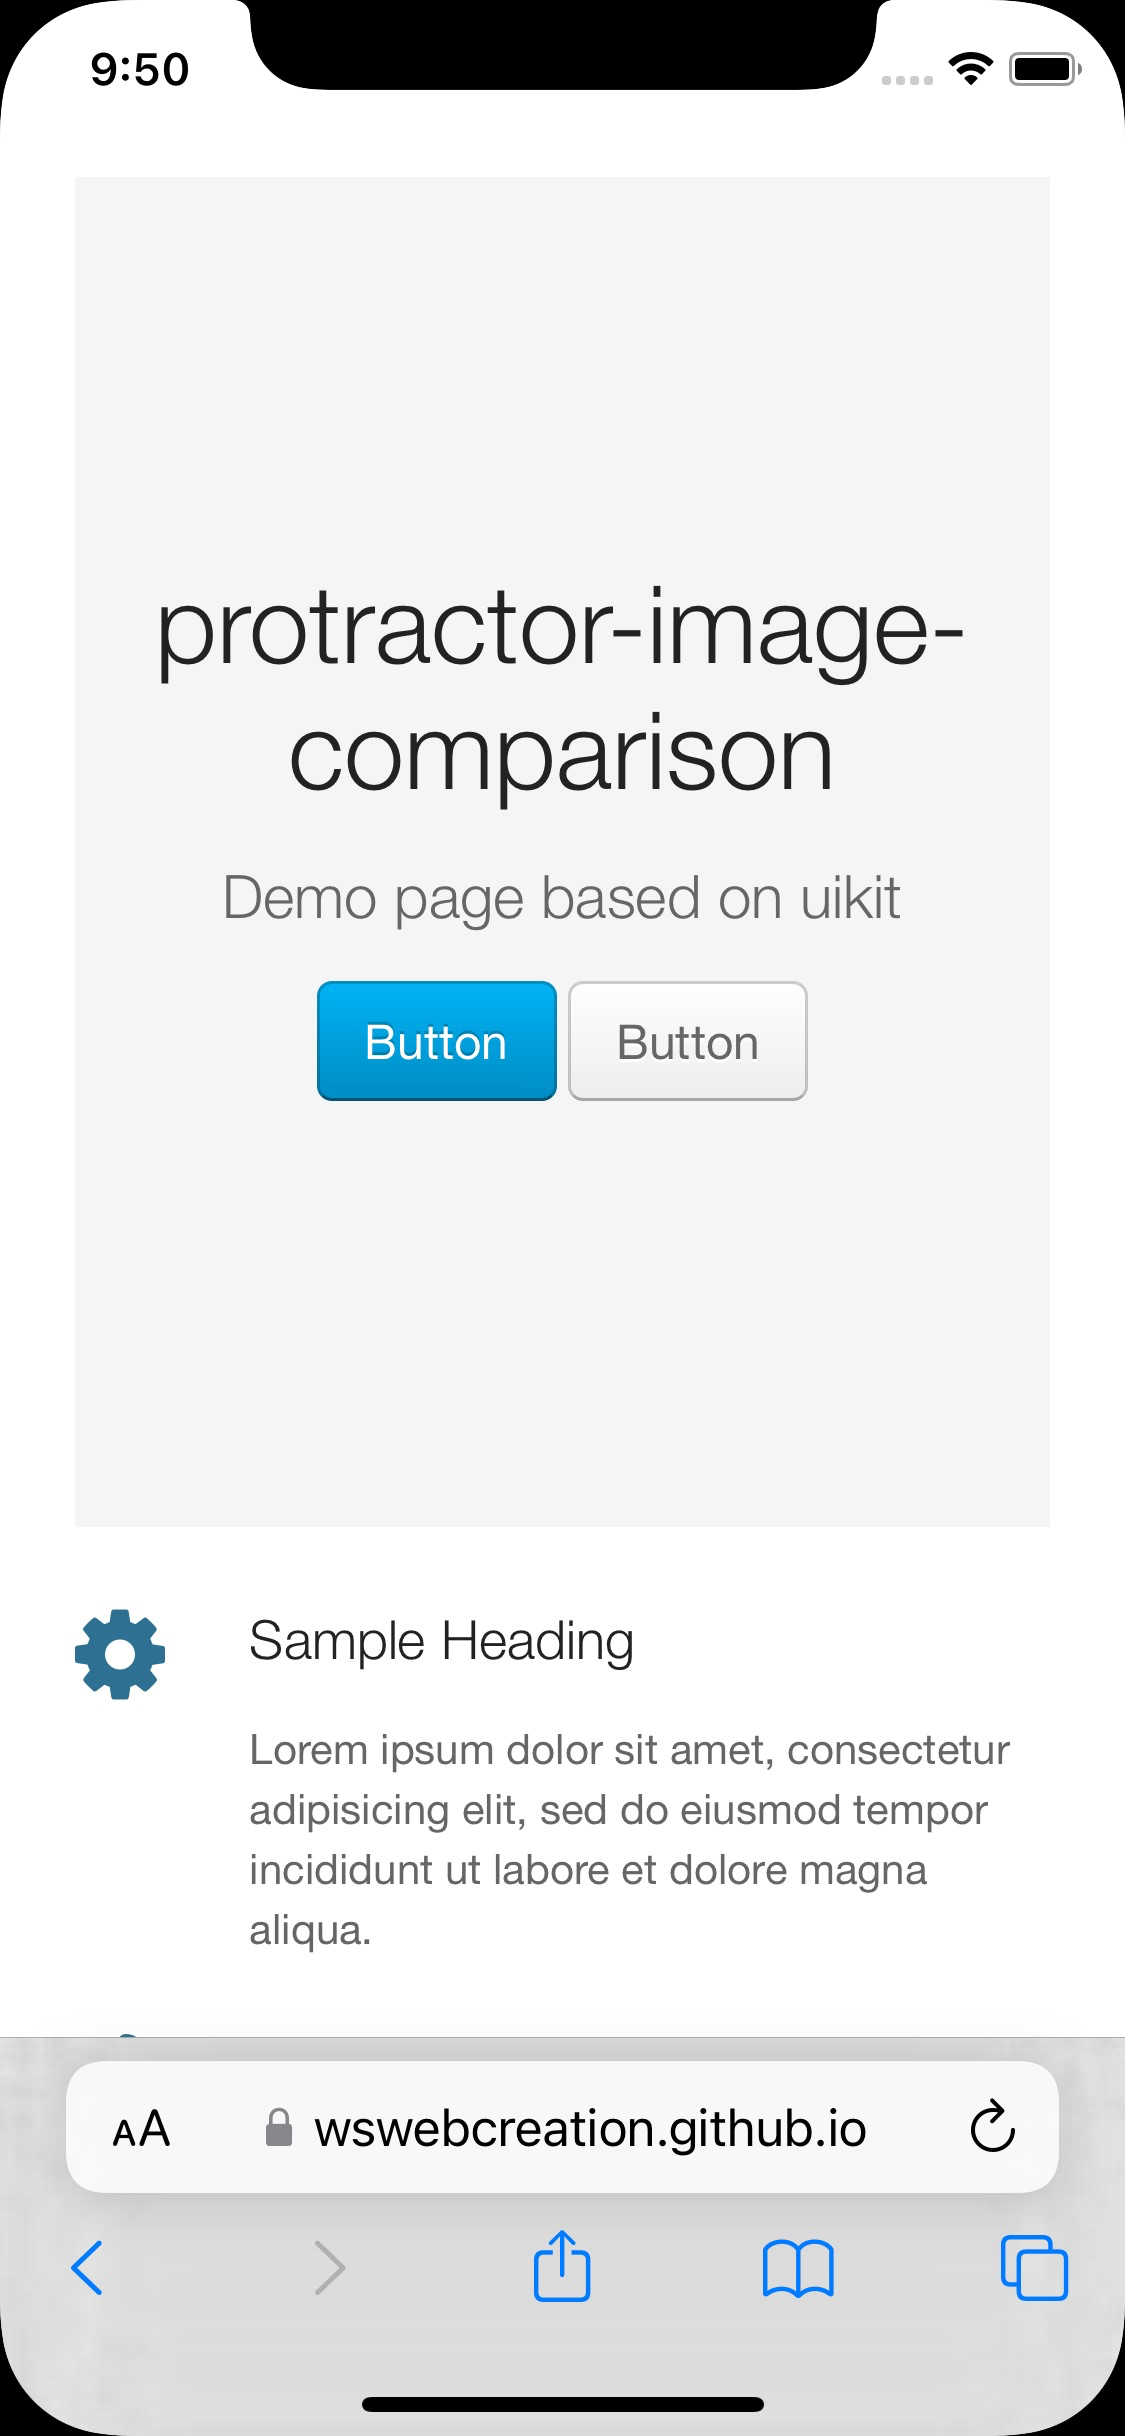 9:50
protractor-image-
comparison
Demo page based on uikit
Button Button
Sample Heading
Lorem ipsum dolor sit amet, consectetur
adipisicing elit, sed do eiusmod tempor
incididunt ut labore et dolore magna
aliqua.
AA wswebcreation.github.io